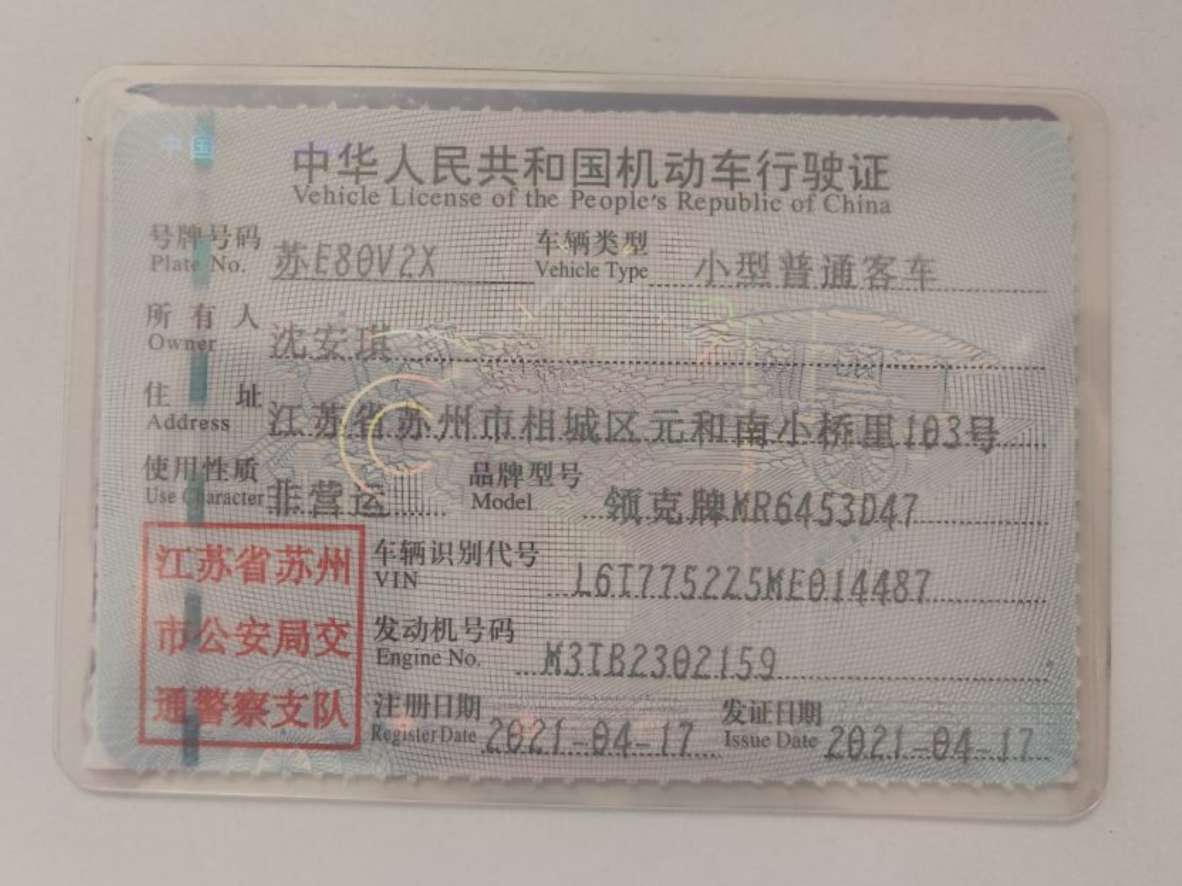 中国
中华人民共和国机动车行驶证
Vehicle License of the People's Republic of China
号牌号码 苏E80V2X 车辆类型 小型普通客车
Plate No. Vehicle Type
所有人 沈安琪
Owner
住址 江苏省苏州市相城区元和南小桥里103号
Address
使用性质 非营运 品牌型号 领克牌MR6453D47
Use Character Model
江苏省苏州
市公安局交
通警察支队
车辆识别代号 L6T7752Z5ME014487
VIN
发动机号码 M3TB2302159
Engine No.
注册日期 2021-04-17 发证日期 2021-04-17
Register Date Issue Date